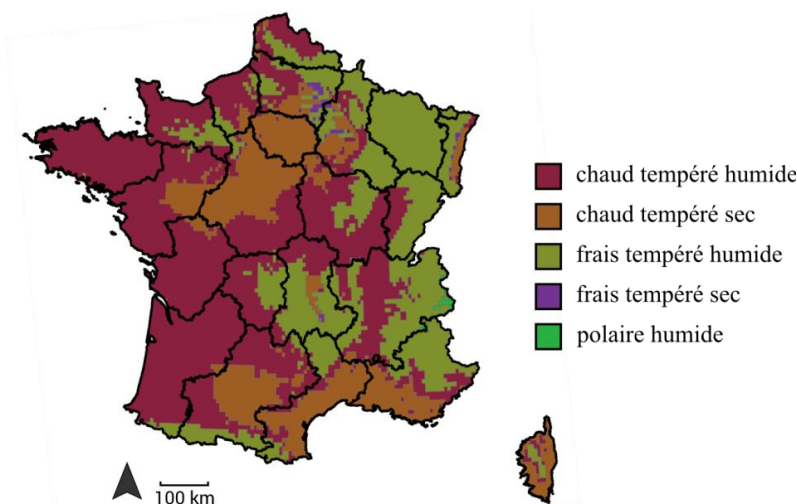 chaud tempéré humide
chaud tempéré sec
frais tempéré humide
frais tempéré sec
polaire humide
100 km